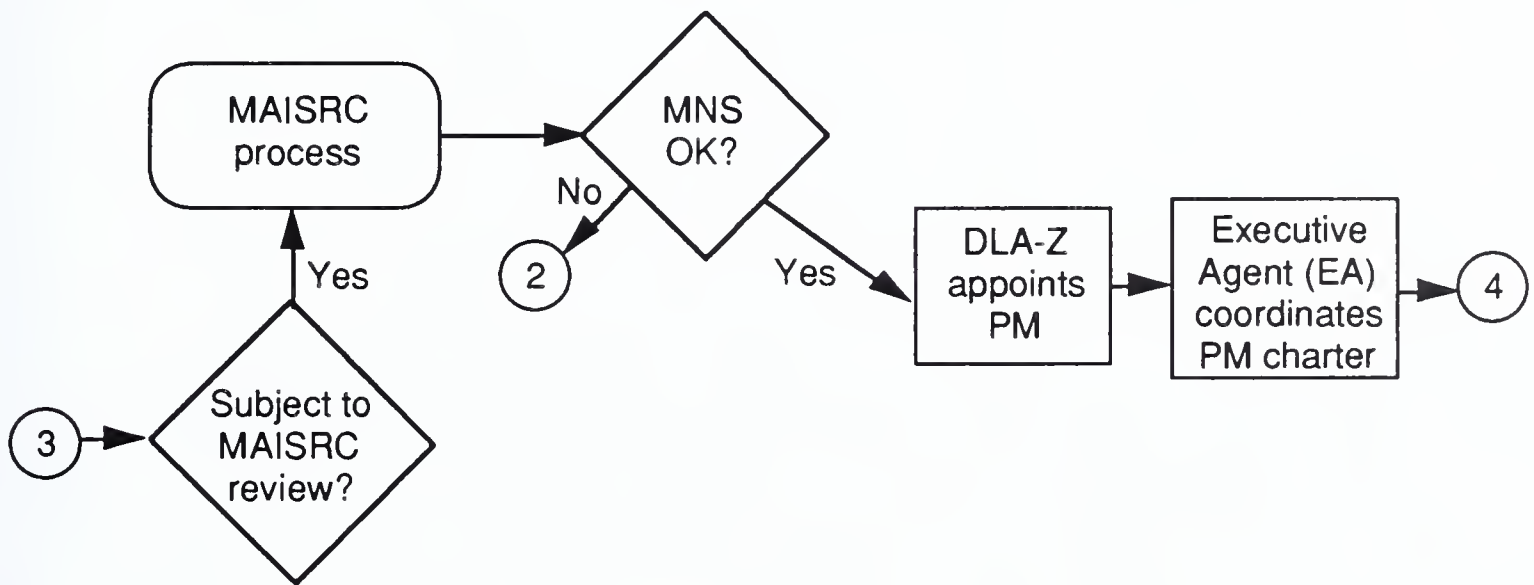 MAISRC
process
MNS
OK?
No
2
Yes
Yes
DLA-Z
appoints
PM
Executive
Agent (EA)
coordinates
PM charter
4
3
Subject to
MAISRC
review?